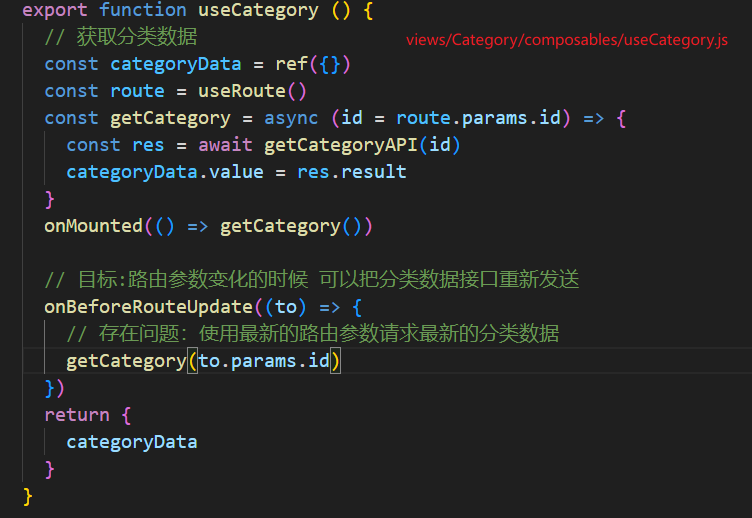 export function useCategory () {
// 获取分类数据
views/Category/composables/useCategory.js
const categoryData = ref({})
const route = useRoute()
const getCategory = async (id = route.params.id) => {
const res = await getCategoryAPI(id)
categoryData.value = res.result
}
onMounted(() => getCategory())
// 目标:路由参数变化的时候 可以把分类数据接口重新发送
onBeforeRouteUpdate((to) => {
// 存在问题：使用最新的路由参数请求最新的分类数据
getCategory(to.params.id)
})
return {
categoryData
}
}